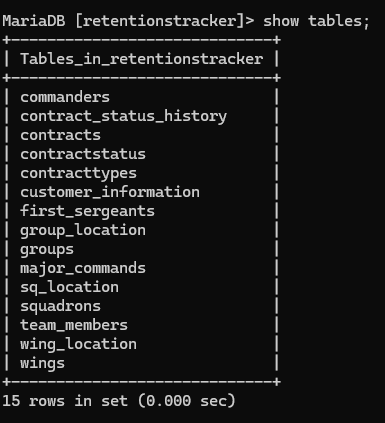 MariaDB [retentionstracker]> show tables;
+----------------------------+
| Tables_in_retentionstracker |
+----------------------------+
| commanders                 |
| contract_status_history    |
| contracts                  |
| contractstatus             |
| contracttypes              |
| customer_information       |
| first_sergeants            |
| group_location             |
| groups                     |
| major_commands             |
| sq_location                |
| squadrons                  |
| team_members               |
| wing_location              |
| wings                      |
+----------------------------+
15 rows in set (0.000 sec)